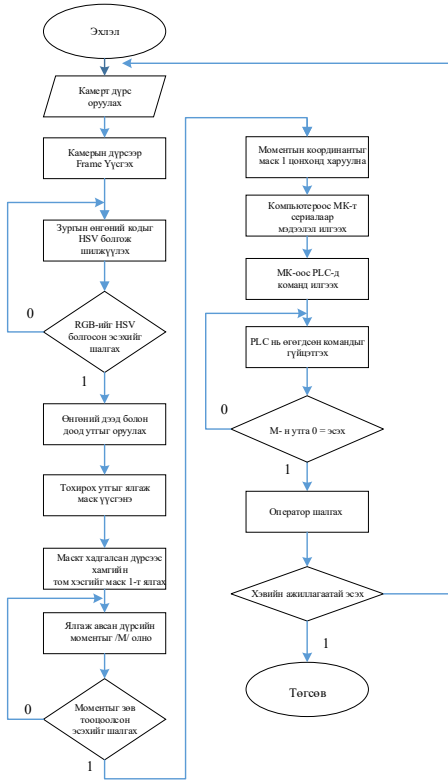 Эхлэл
Камерт дүрс
оруулах
Камерын дүрсээр
Frame Үүсгэх
Зургын өнгөний кодыг
HSV болгож
шилжүүлэх
0
RGB-ийг HSV
болгосон эсэхийг
шалгах
1
Өнгөний дээд болон
доод утгыг оруулах
Тохирох утгыг ялгаж
маск үүсгэнэ
Маскт хадгалсан дүрсээс
хамгийн
том хэсгийг маск 1-т ялгах
Ялгаж авсан дүрсийн
моментыг /М/ олно
0
Моментыг зөв
тооцоолсон
эсэхийг шалгах
1
Моментын координантыг
маск 1 цонхонд харуулна
Компьютероос МК-т
сериалаар
мэдээлэл илгээх
МК-оос PLC-д
команд илгээх
PLC нь өгөгдсөн командыг
гүйцэтгэх
0
М- н утга 0 = эсэх
1
Оператор шалгах
Хэвийн ажиллагаатай эсэх
1
Төгсөв